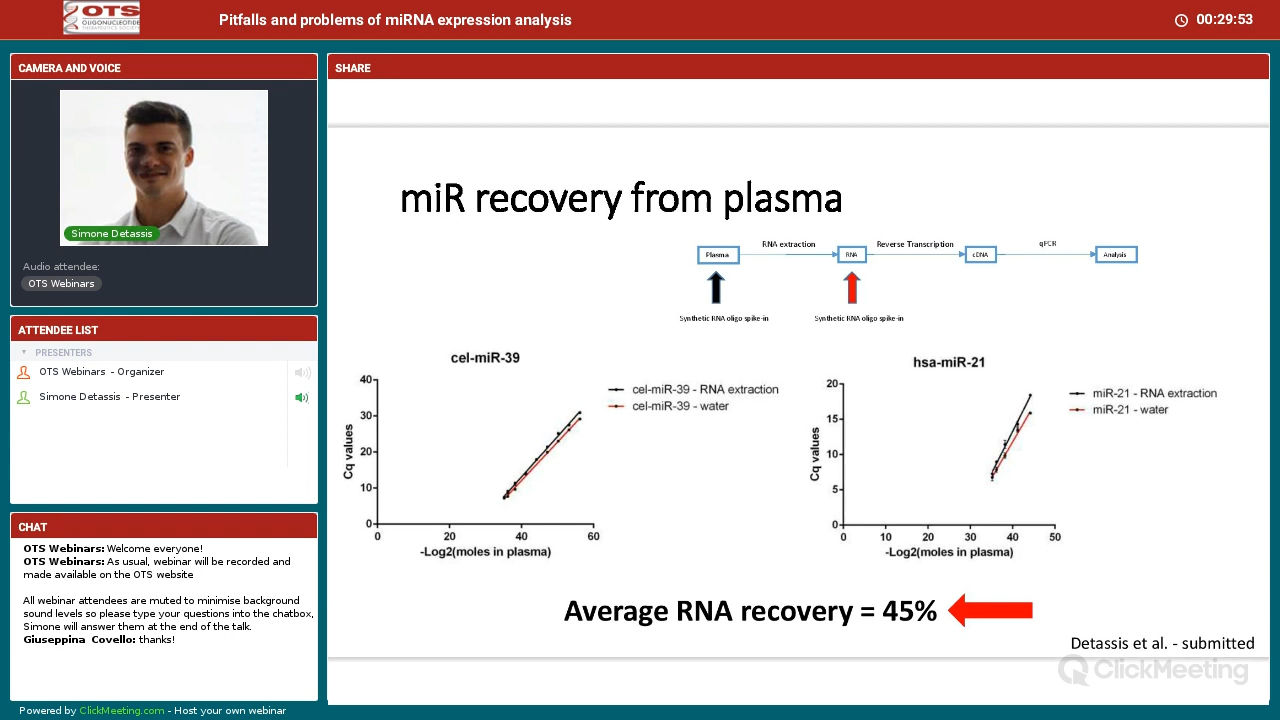 OTS
OLIGONUCLEOTIDE
THERAPEUTICS SOCIETY
Pitfalls and problems of miRNA expression analysis
00:29:53
CAMERA AND VOICE
Simone Detassis
Audio attendee:
OTS Webinars
ATTENDEE LIST
PRESENTERS
OTS Webinars - Organizer
Simone Detassis - Presenter
CHAT
OTS Webinars: Welcome everyone!
OTS Webinars: As usual, webinar will be recorded and
made available on the OTS website
All webinar attendees are muted to minimise background
sound levels so please type your questions into the chatbox,
Simone will answer them at the end of the talk.
Giuseppina Covello: thanks!
Powered by ClickMeeting.com - Host your own webinar
SHARE
miR recovery from plasma
RNA extraction
Reverse Transcription
qPCR
Plasma
RNA
cDNA
Analysis
Synthetic RNA oligo spike-in
Synthetic RNA oligo spike-in
cel-miR-39
40
30
20
10
0
Cq values
0 20 40 60
-Log2(moles in plasma)
cel-miR-39 - RNA extraction
cel-miR-39 - water
hsa-miR-21
20
15
10
5
0
Cq values
0 10 20 30 40 50
-Log2(moles in plasma)
miR-21 - RNA extraction
miR-21 - water
Average RNA recovery = 45%
Detassis et al. - submitted
ClickMeeting